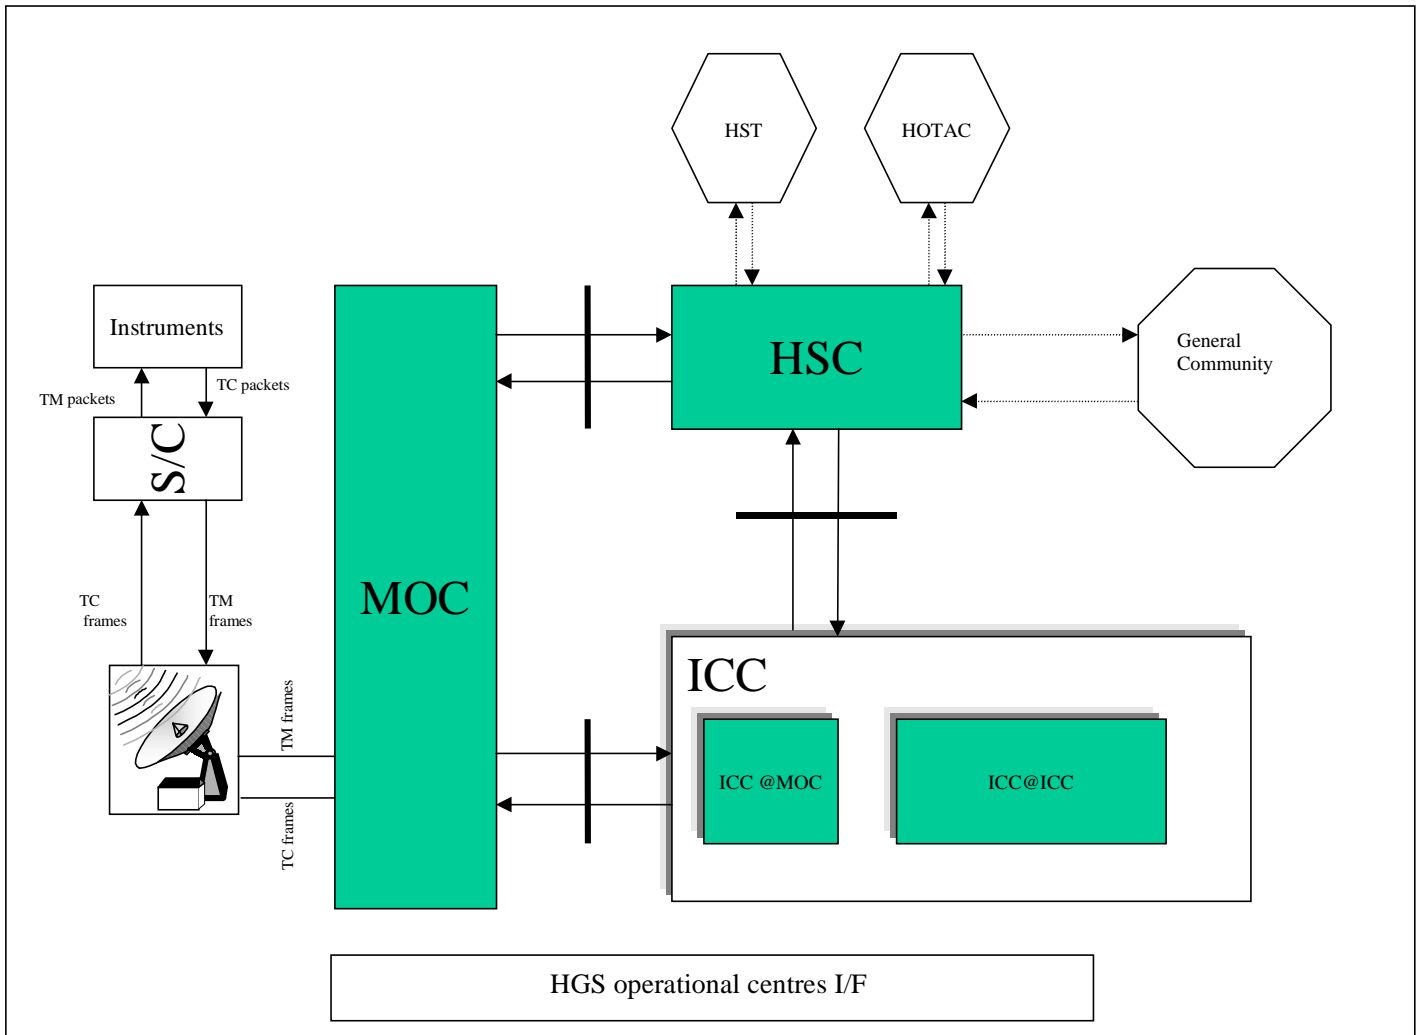 HST
HOTAC
Instruments
HSC
General
Community
TM packets
TC packets
S/C
MOC
TC
frames
TM
frames
ICC
TM frames
TC frames
ICC @MOC
ICC@ICC
HGS operational centres I/F